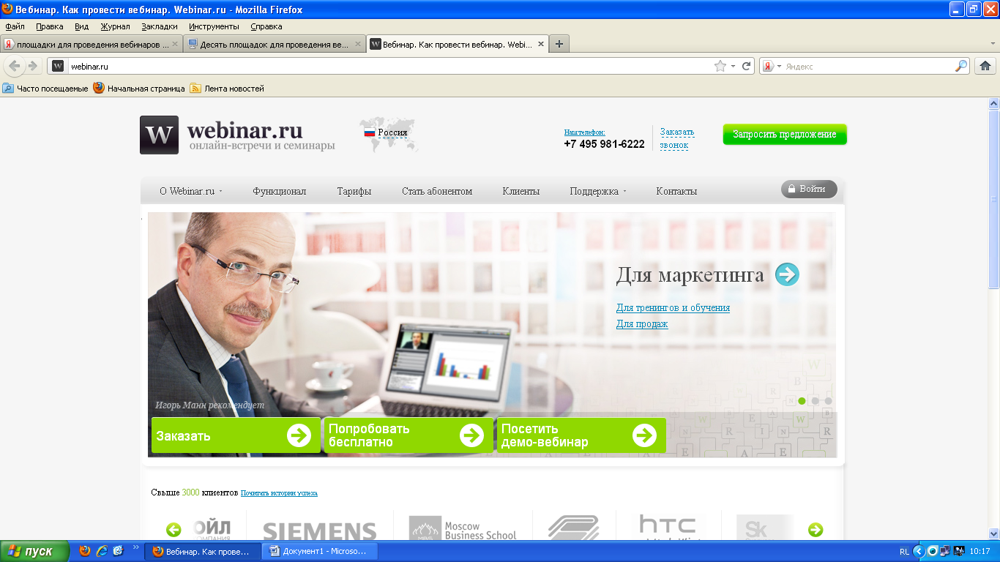 Вебинар. Как провести вебинар. Webinar.ru - Mozilla Firefox
Файл Правка Вид Журнал Закладки Инструменты Справка
площадки для проведения вебинаров ...
Десять площадок для проведения ве...
Вебинар. Как провести вебинар. Webi...
webinar.ru
Яндекс
Часто посещаемые Начальная страница Лента новостей
W webinar.ru
онлайн-встречи и семинары
Россия
Наш телефон:
+7 495 981-6222
Заказать
звонок
Запросить предложение
О Webinar.ru Функционал Тарифы Стать абонентом Клиенты Поддержка Контакты Войти
Для маркетинга
Для тренингов и обучения
Для продаж
Игорь Манн рекомендует
Заказать
Попробовать
бесплатно
Посетить
демо-вебинар
Свыше 3000 клиентов Почитать истории успеха
ОЙЛ
SIEMENS
Moscow
Business School
hTC
Sk
пуск
Вебинар. Как прове...
Документ1 - Microso...
RL
10:17